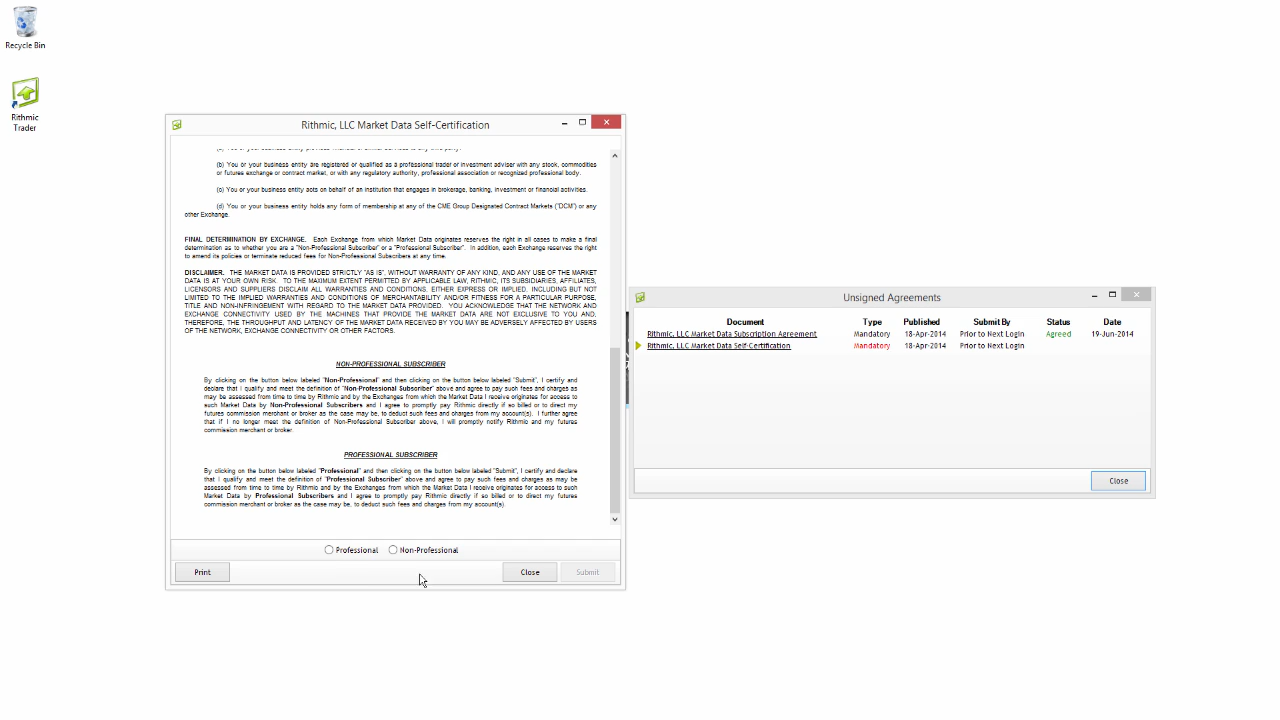 Recycle Bin
Rithmic
Trader
Rithmic, LLC Market Data Self-Certification
(b) You or your business entity are registered or qualified as a professional trader or investment adviser with any stock, commodities
or futures exchange or contract market, or with any regulatory authority, professional association or recognized professional body.
(c) You or your business entity acts on behalf of an institution that engages in brokerage, banking, investment or financial activities.
(d) You or your business entity holds any form of membership at any of the CME Group Designated Contract Markets ("DCM") or any
other Exchange.
FINAL DETERMINATION BY EXCHANGE. Each Exchange from which Market Data originates reserves the right in all cases to make a final
determination as to whether you are a "Non-Professional Subscriber" or a "Professional Subscriber". In addition, each Exchange reserves the right
to amend its policies or terminate reduced fees for Non-Professional Subscribers at any time.
DISCLAIMER. THE MARKET DATA IS PROVIDED STRICTLY "AS IS", WITHOUT WARRANTY OF ANY KIND, AND ANY USE OF THE MARKET
DATA IS AT YOUR OWN RISK. TO THE MAXIMUM EXTENT PERMITTED BY APPLICABLE LAW, RITHMIC, ITS SUBSIDIARIES, AFFILIATES,
LICENSORS AND SUPPLIERS DISCLAIM ALL WARRANTIES AND CONDITIONS, EITHER EXPRESS OR IMPLIED, INCLUDING BUT NOT
LIMITED TO THE IMPLIED WARRANTIES AND CONDITIONS OF MERCHANTABILITY AND/OR FITNESS FOR A PARTICULAR PURPOSE,
TITLE AND NON-INFRINGEMENT WITH REGARD TO THE MARKET DATA PROVIDED. YOU ACKNOWLEDGE THAT THE NETWORK AND
EXCHANGE CONNECTIVITY USED BY THE MACHINES THAT PROVIDE THE MARKET DATA ARE NOT EXCLUSIVE TO YOU AND,
THEREFORE, THE THROUGHPUT AND LATENCY OF THE MARKET DATA RECEIVED BY YOU MAY BE ADVERSELY AFFECTED BY USERS
OF THE NETWORK, EXCHANGE CONNECTIVITY OR OTHER FACTORS.
NON-PROFESSIONAL SUBSCRIBER
By clicking on the button below labeled "Non-Professional" and then clicking on the button below labeled "Submit", I certify and
declare that I qualify and meet the definition of "Non-Professional Subscriber" above and agree to pay such fees and charges as
may be assessed from time to time by Rithmic and by the Exchanges from which the Market Data I receive originates for access to
such Market Data by Non-Professional Subscribers and I agree to promptly pay Rithmic directly if so billed or to direct my
futures commission merchant or broker as the case may be, to deduct such fees and charges from my account(s). I further agree
that if I no longer meet the definition of Non-Professional Subscriber above, I will promptly notify Rithmic and my futures
commission merchant or broker.
PROFESSIONAL SUBSCRIBER
By clicking on the button below labeled "Professional" and then clicking on the button below labeled "Submit", I certify and declare
that I qualify and meet the definition of "Professional Subscriber" above and agree to pay such fees and charges as may be
assessed from time to time by Rithmic and by the Exchanges from which the Market Data I receive originates for access to such
Market Data by Professional Subscribers and I agree to promptly pay Rithmic directly if so billed or to direct my futures
commission merchant or broker as the case may be, to deduct such fees and charges from my account(s).
Professional Non-Professional
Print Close Submit
Unsigned Agreements
Document Type Published Submit By Status Date
Rithmic, LLC Market Data Subscription Agreement Mandatory 18-Apr-2014 Prior to Next Login Agreed 19-Jun-2014
Rithmic, LLC Market Data Self-Certification Mandatory 18-Apr-2014 Prior to Next Login
Close